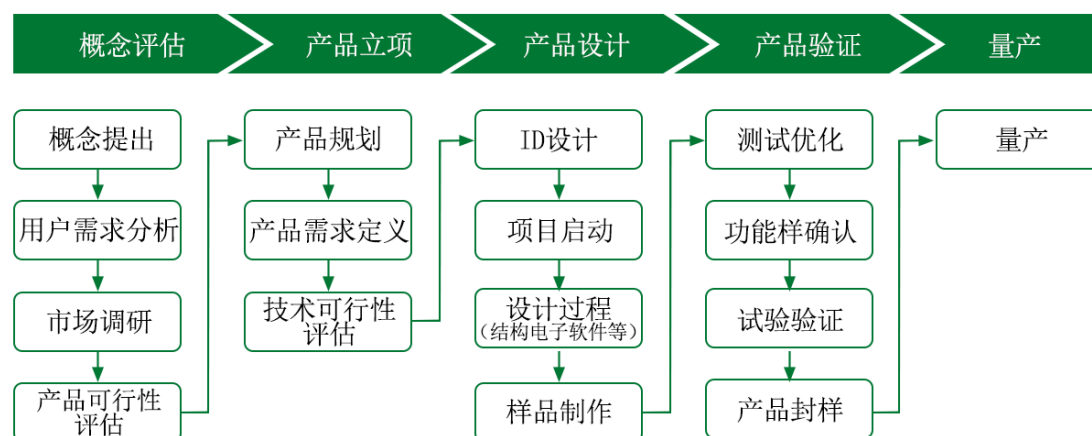 概念评估
产品立项
产品设计
产品验证
量产
概念提出
用户需求分析
市场调研
产品可行性
评估
产品规划
产品需求定义
技术可行性
评估
ID设计
项目启动
设计过程
（结构电子软件等）
样品制作
测试优化
功能样确认
试验验证
产品封样
量产